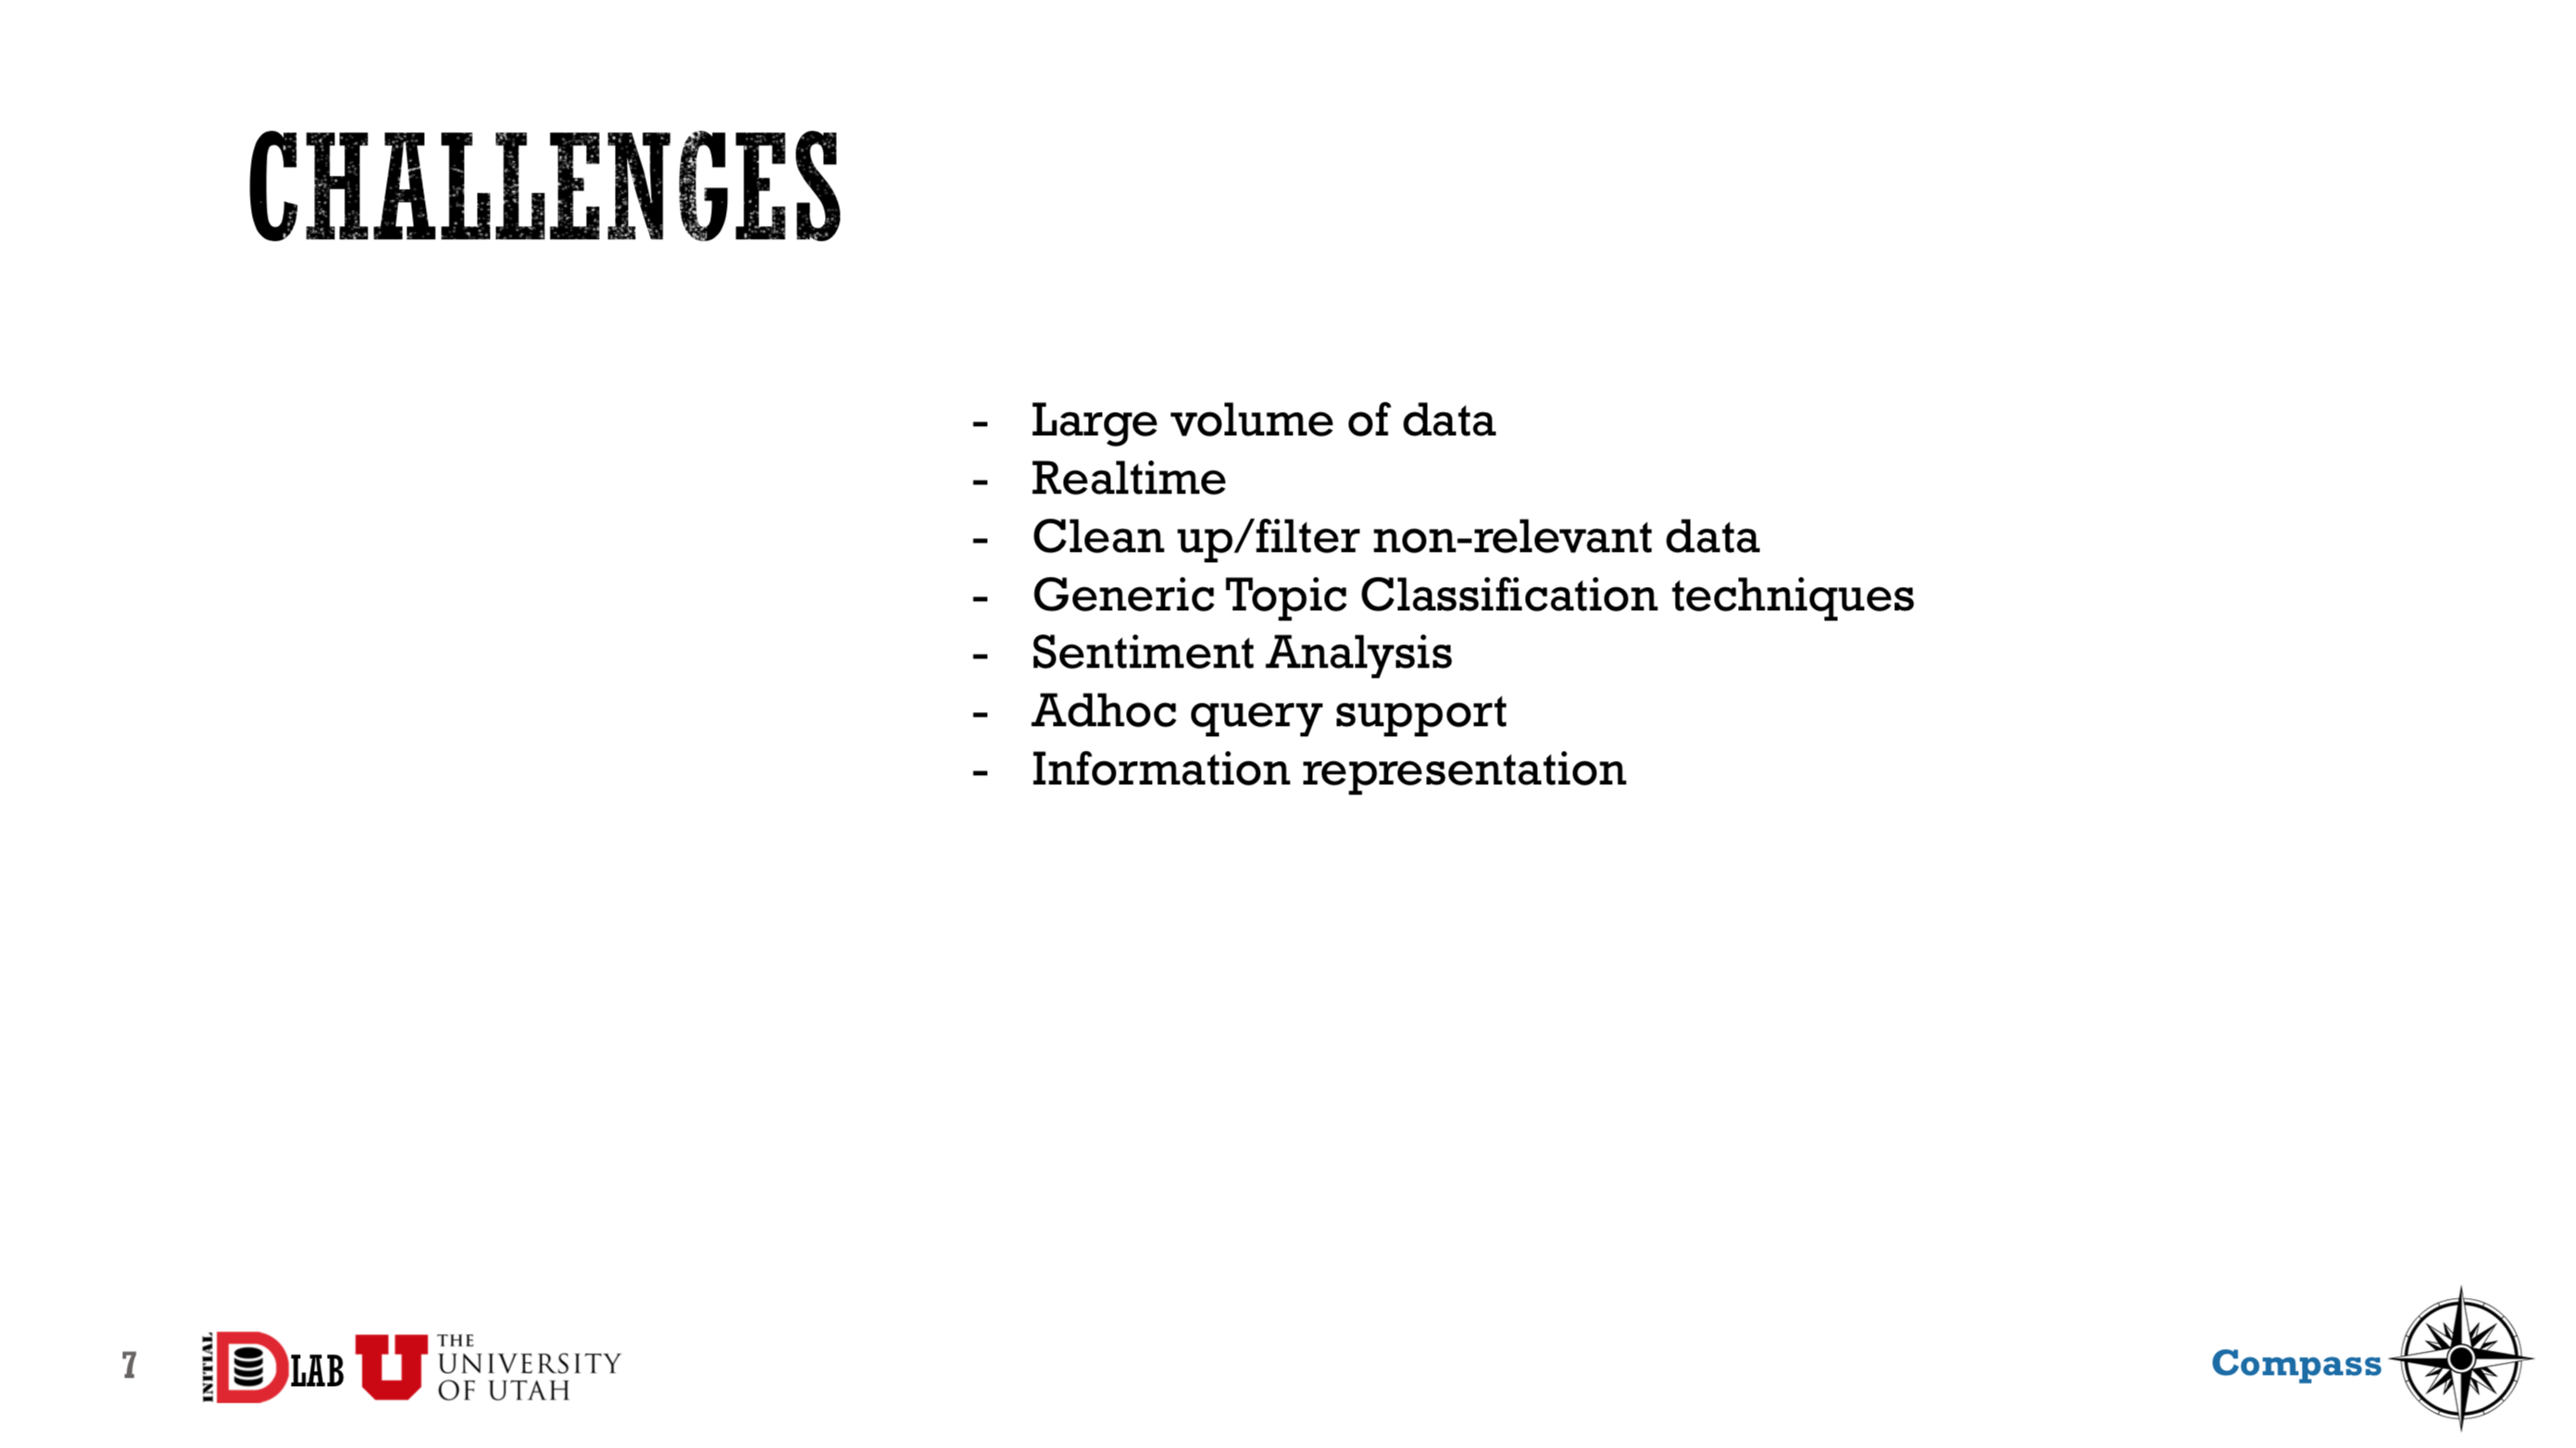 CHALLENGES
- Large volume of data
- Realtime
- Clean up/filter non-relevant data
- Generic Topic Classification techniques
- Sentiment Analysis
- Adhoc query support
- Information representation
7
INITIAL D LAB
U THE UNIVERSITY OF UTAH
Compass